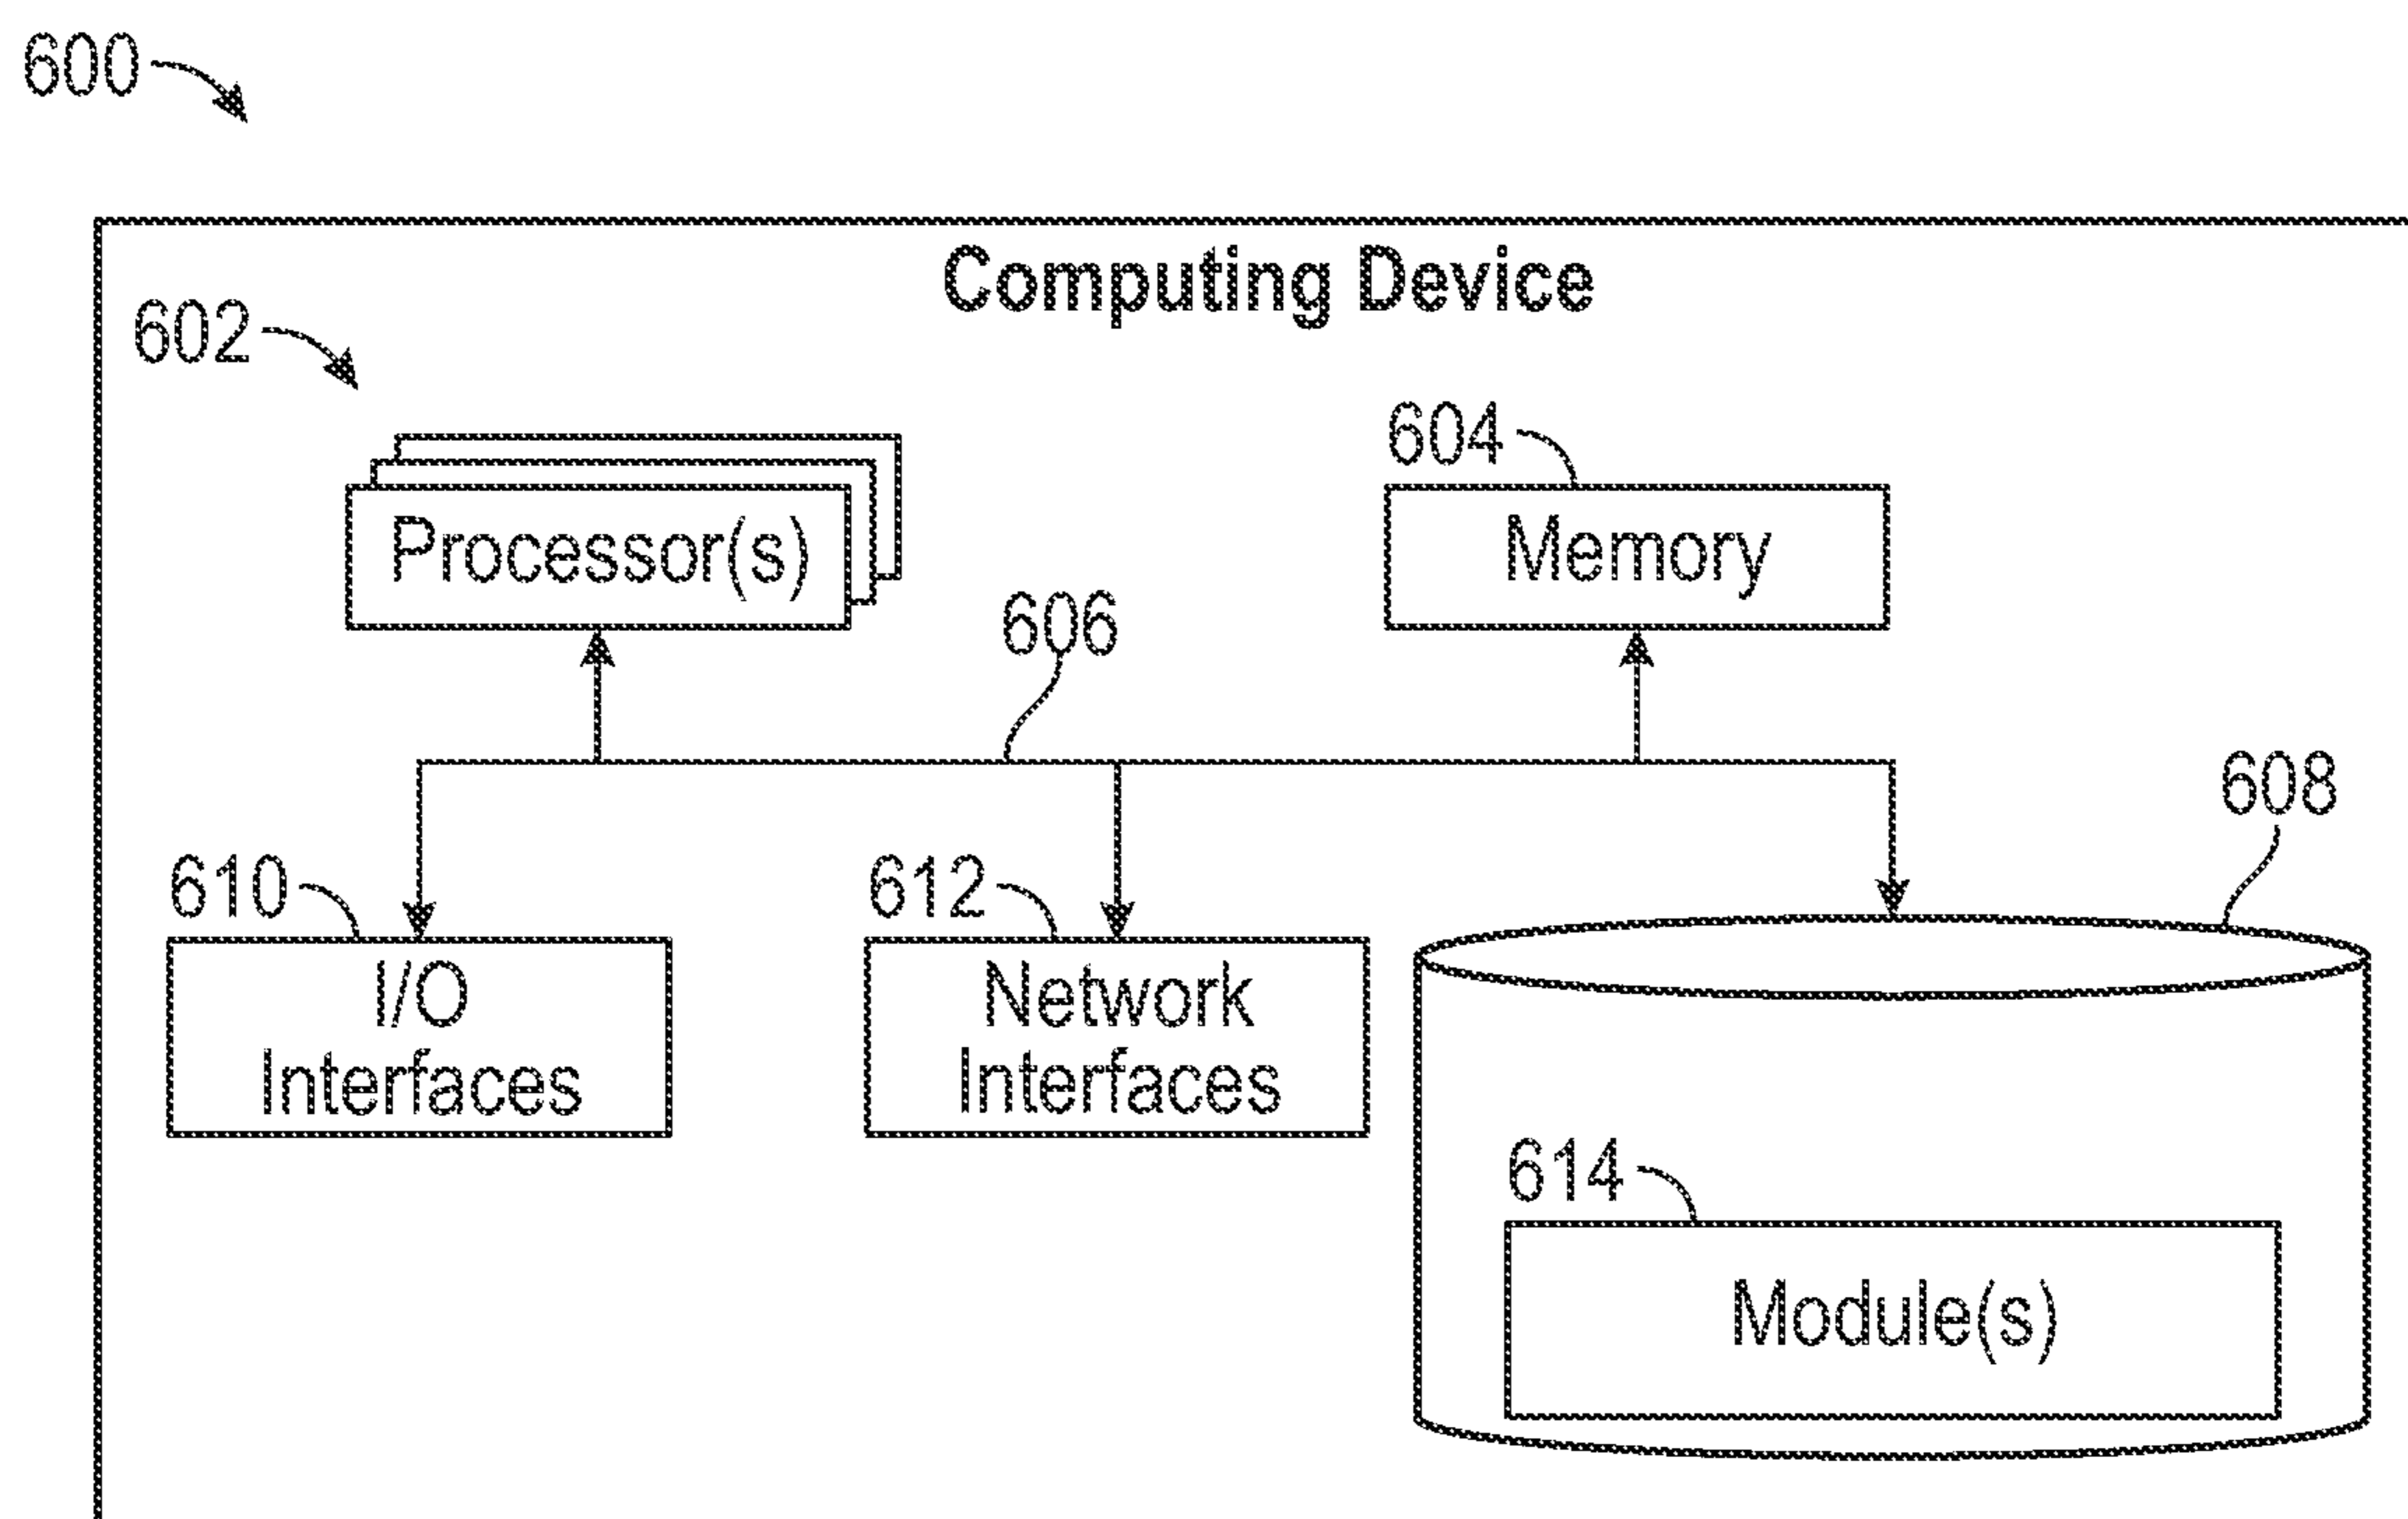 600
Computing Device
602
604
Processor(s)
Memory
606
608
610
612
I/O
Interfaces
Network
Interfaces
614
Module(s)